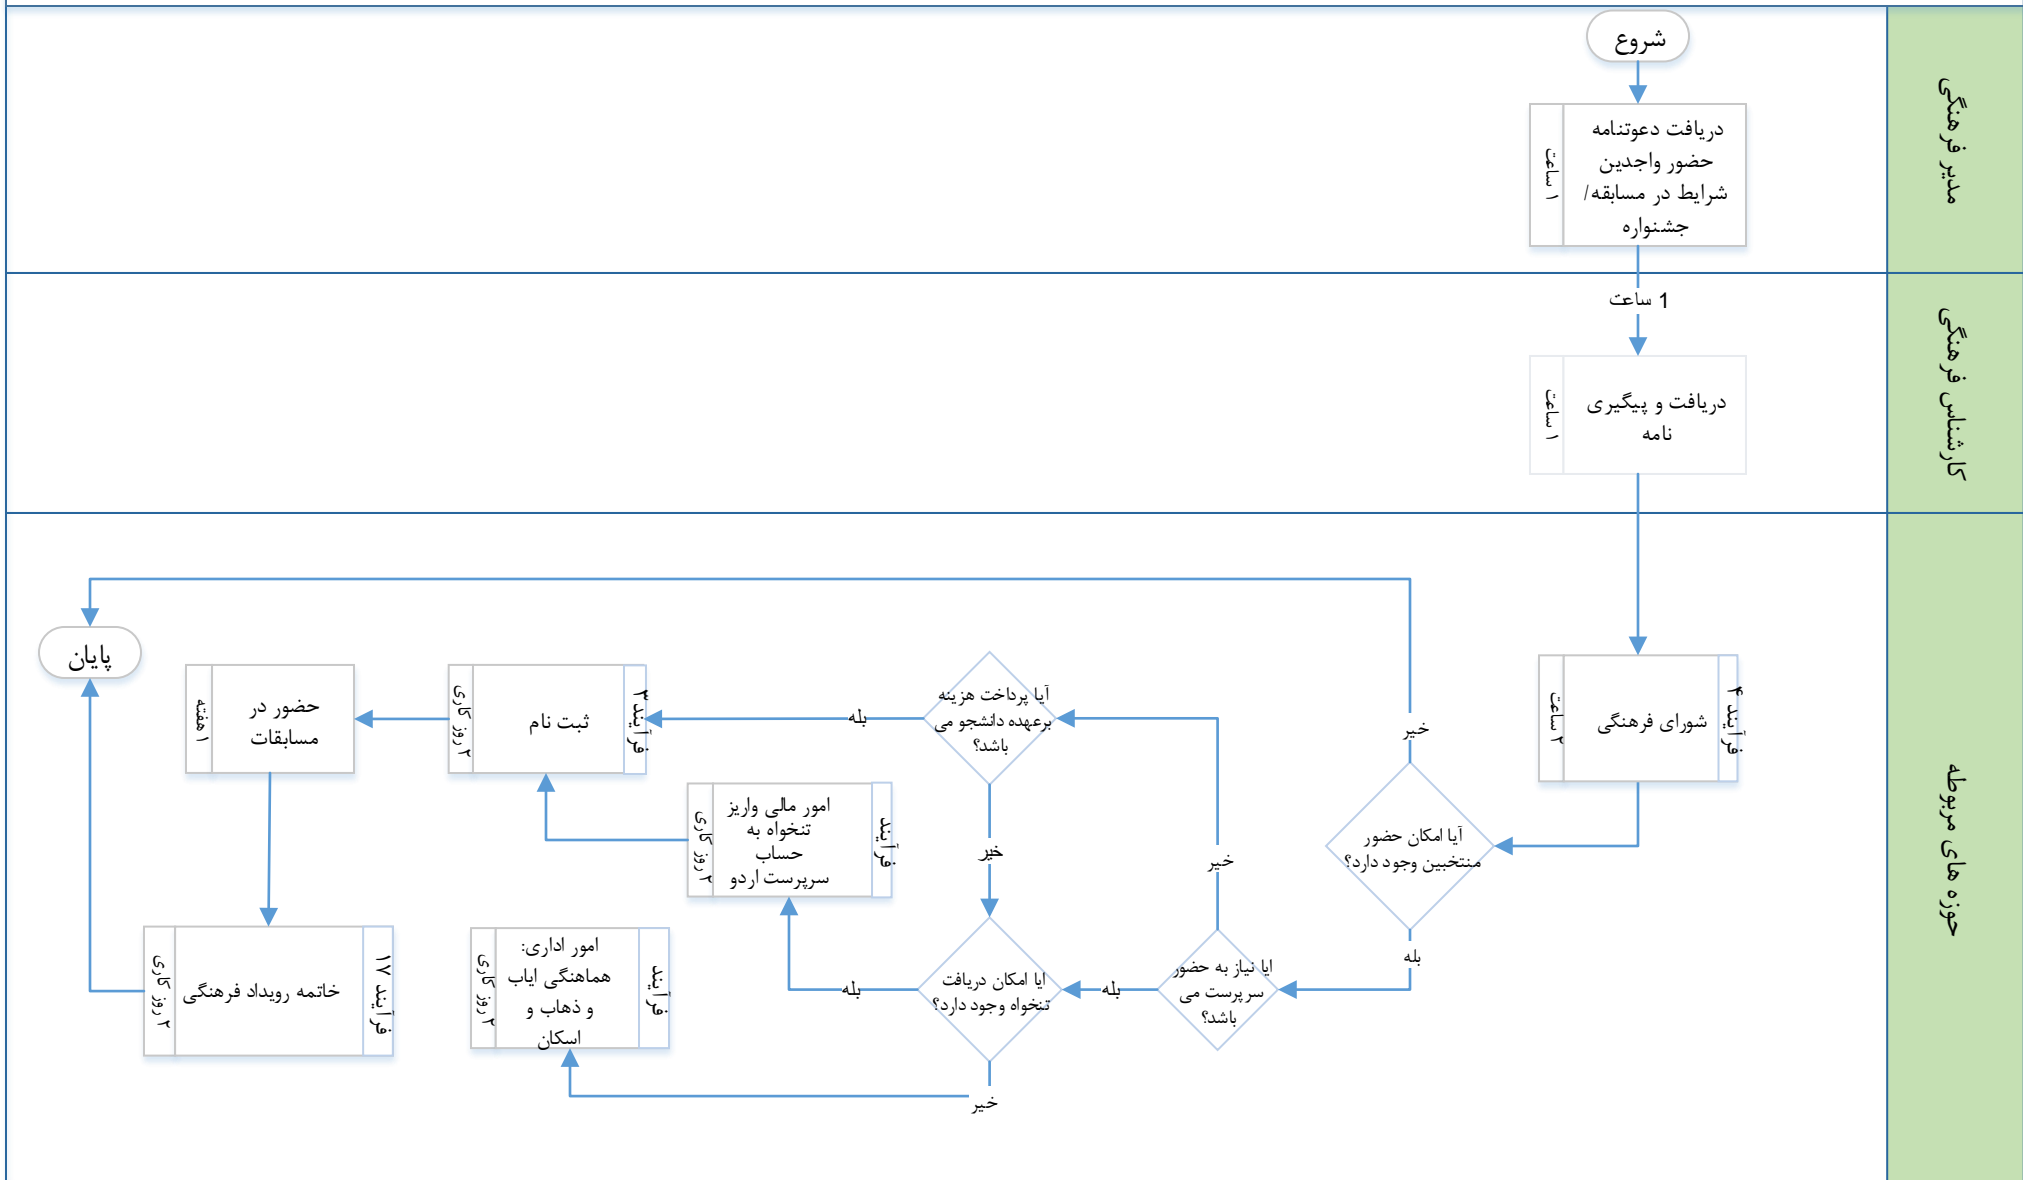 مدیر فرهنگی
شروع
دریافت دعوتنامه
حضور واجدین
شرایط در مسابقه/
جشنواره
۱ ساعت
کارشناس فرهنگی
1 ساعت
دریافت و پیگیری
نامه
۱ ساعت
حوزه های مربوطه
فرآیند ۴
شورای فرهنگی
۲ ساعت
آیا امکان حضور
منتخبین وجود دارد؟
خیر
بله
ایا نیاز به حضور
سرپرست می
باشد؟
خیر
بله
آیا پرداخت هزینه
برعهده دانشجو می
باشد؟
بله
خیر
ایا امکان دریافت
تنخواه وجود دارد؟
بله
خیر
فرآیند
امور مالی واریز
تنخواه به
حساب
سرپرست اردو
۲ روز کاری
فرآیند
امور اداری:
هماهنگی ایاب
و ذهاب و
اسکان
۲ روز کاری
فرآیند ۳
ثبت نام
۲ روز کاری
حضور در
مسابقات
۱ هفته
فرآیند ۱۷
خاتمه رویداد فرهنگی
۲ روز کاری
پایان